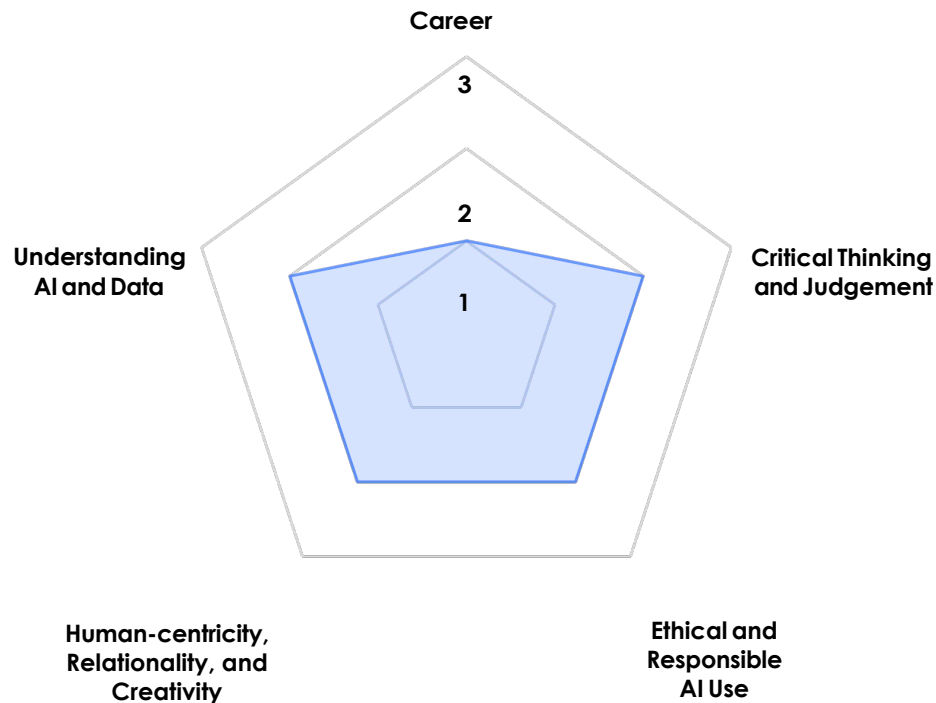 Career
3
2
Understanding
AI and Data
Critical Thinking
and Judgement
1
Human-centricity,
Relationality, and
Creativity
Ethical and
Responsible
AI Use